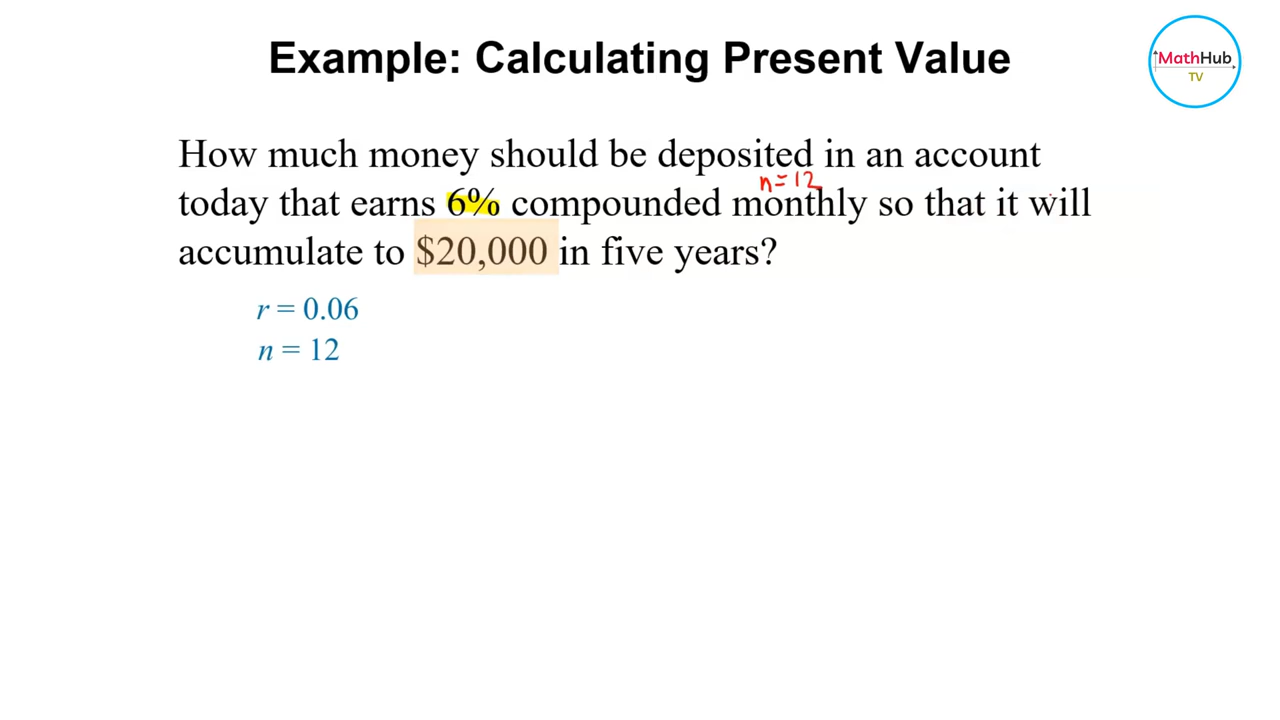 Example: Calculating Present Value
MathHub
TV
How much money should be deposited in an account
n=12
today that earns 6% compounded monthly so that it will
accumulate to $20,000 in five years?
r = 0.06
n = 12